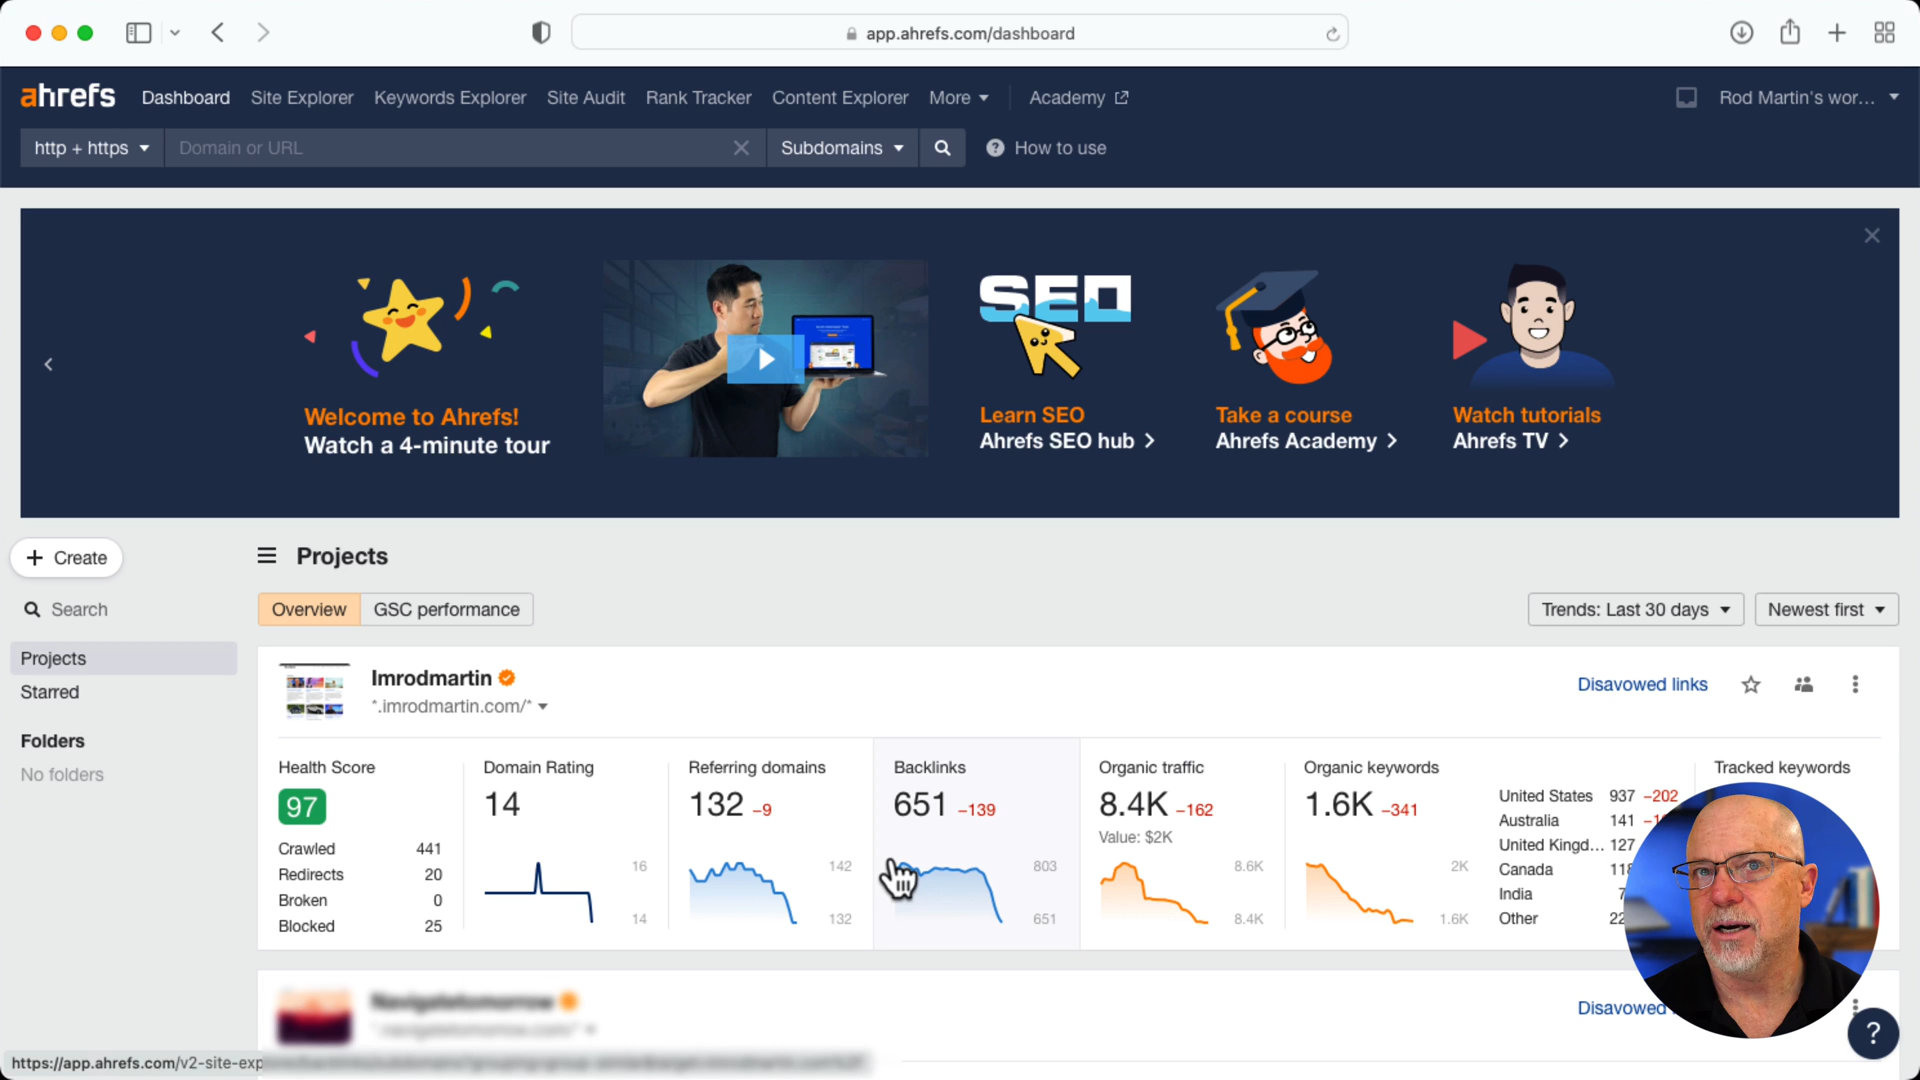 app.ahrefs.com/dashboard
ahrefs
Dashboard
Site Explorer
Keywords Explorer
Site Audit
Rank Tracker
Content Explorer
More
Academy
Rod Martin's wor...
http + https
Domain or URL
Subdomains
How to use
Welcome to Ahrefs!
Watch a 4-minute tour
SEO
Learn SEO
Ahrefs SEO hub
Take a course
Ahrefs Academy
Watch tutorials
Ahrefs TV
Create
Projects
Search
Overview
GSC performance
Trends: Last 30 days
Newest first
Projects
Starred
Folders
No folders
Imrodmartin
*.imrodmartin.com/*
Disavowed links
Health Score
97
Crawled 441
Redirects 20
Broken 0
Blocked 25
Domain Rating
14
16
14
Referring domains
132 -9
142
132
Backlinks
651 -139
803
651
Organic traffic
8.4K -162
Value: $2K
8.6K
8.4K
Organic keywords
1.6K -341
2K
1.6K
United States 937 -202
Australia 141
United Kingd... 127
Canada
India
Other
Tracked keywords
Disavowed
?
https://app.ahrefs.com/v2-site-exp